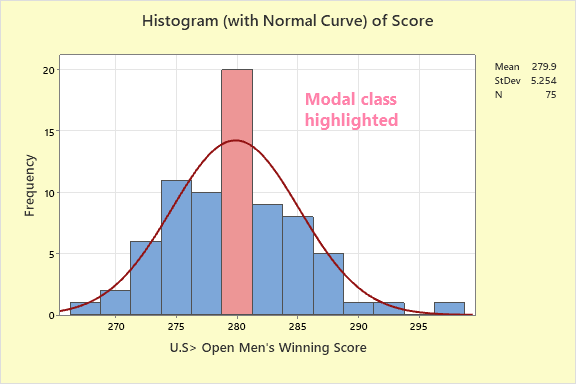 Histogram (with Normal Curve) of Score
Mean 279.9
StDev 5.254
N 75
Modal class
highlighted
Frequency
20
15
10
5
0
270 275 280 285 290 295
U.S> Open Men's Winning Score